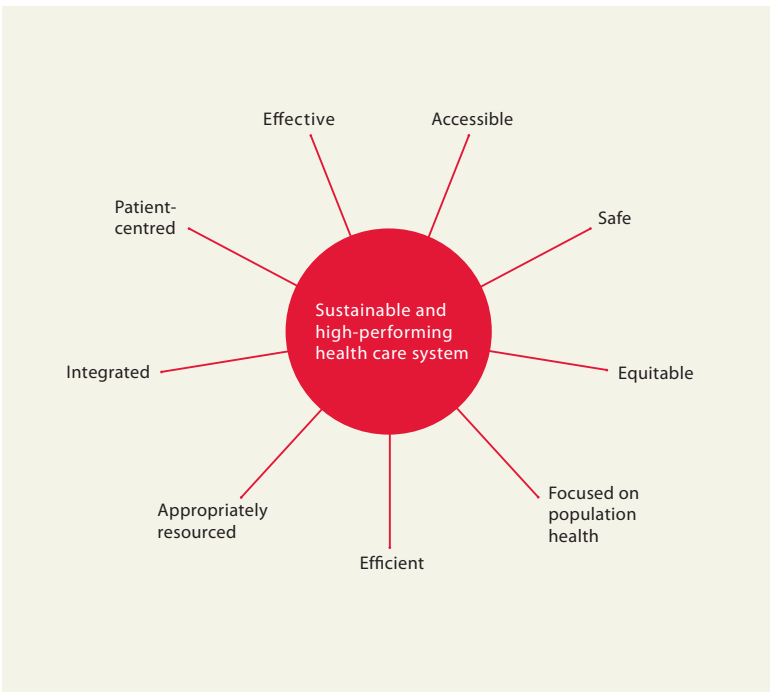 Effective
Accessible
Patient-
centred
Safe
Sustainable and
high-performing
health care system
Integrated
Equitable
Appropriately
resourced
Focused on
population
health
Efficient